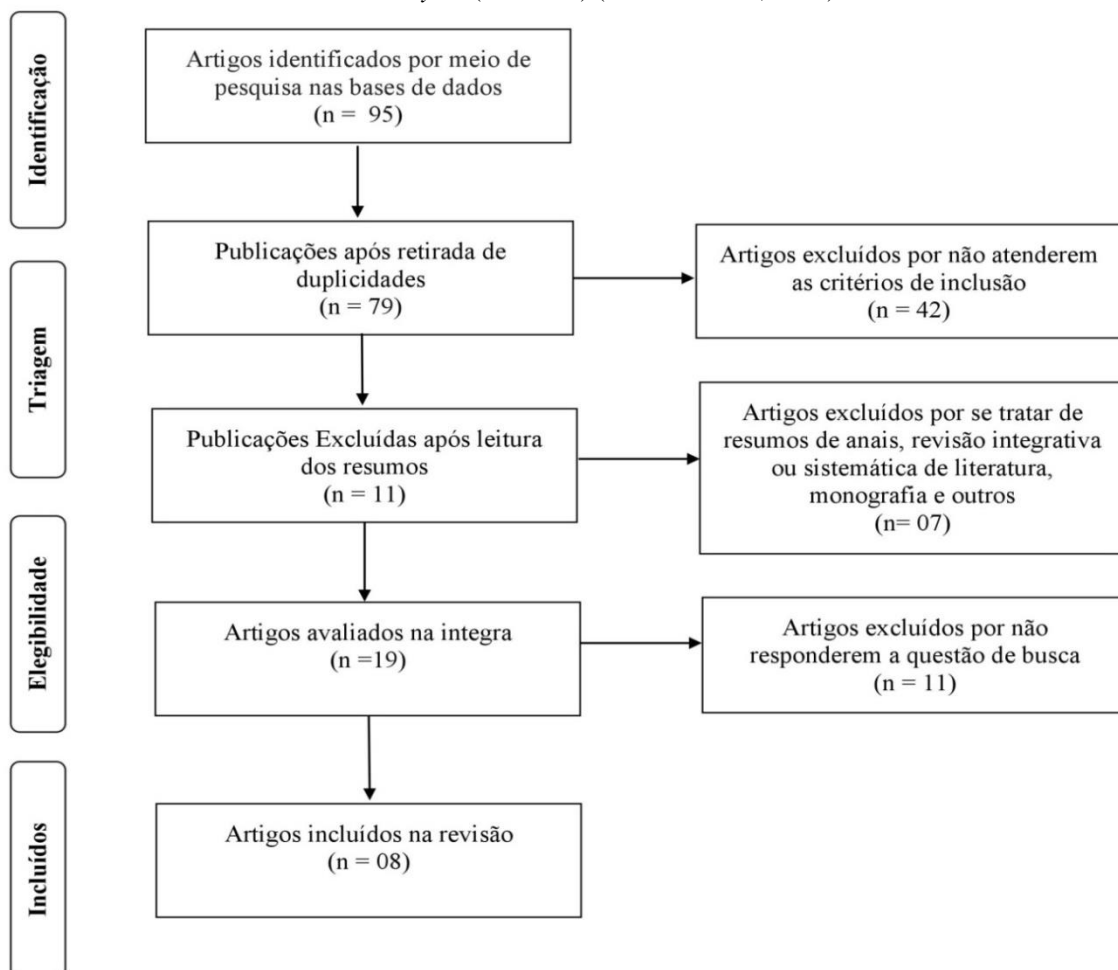 Identificação
Artigos identificados por meio de
pesquisa nas bases de dados
(n = 95)
Triagem
Publicações após retirada de
duplicidades
(n = 79)
Artigos excluídos por não atenderem
as critérios de inclusão
(n = 42)
Publicações Excluídas após leitura
dos resumos
(n = 11)
Artigos excluídos por se tratar de
resumos de anais, revisão integrativa
ou sistemática de literatura,
monografia e outros
(n= 07)
Elegibilidade
Artigos avaliados na integra
(n =19)
Artigos excluídos por não
responderem a questão de busca
(n = 11)
Incluídos
Artigos incluídos na revisão
(n = 08)